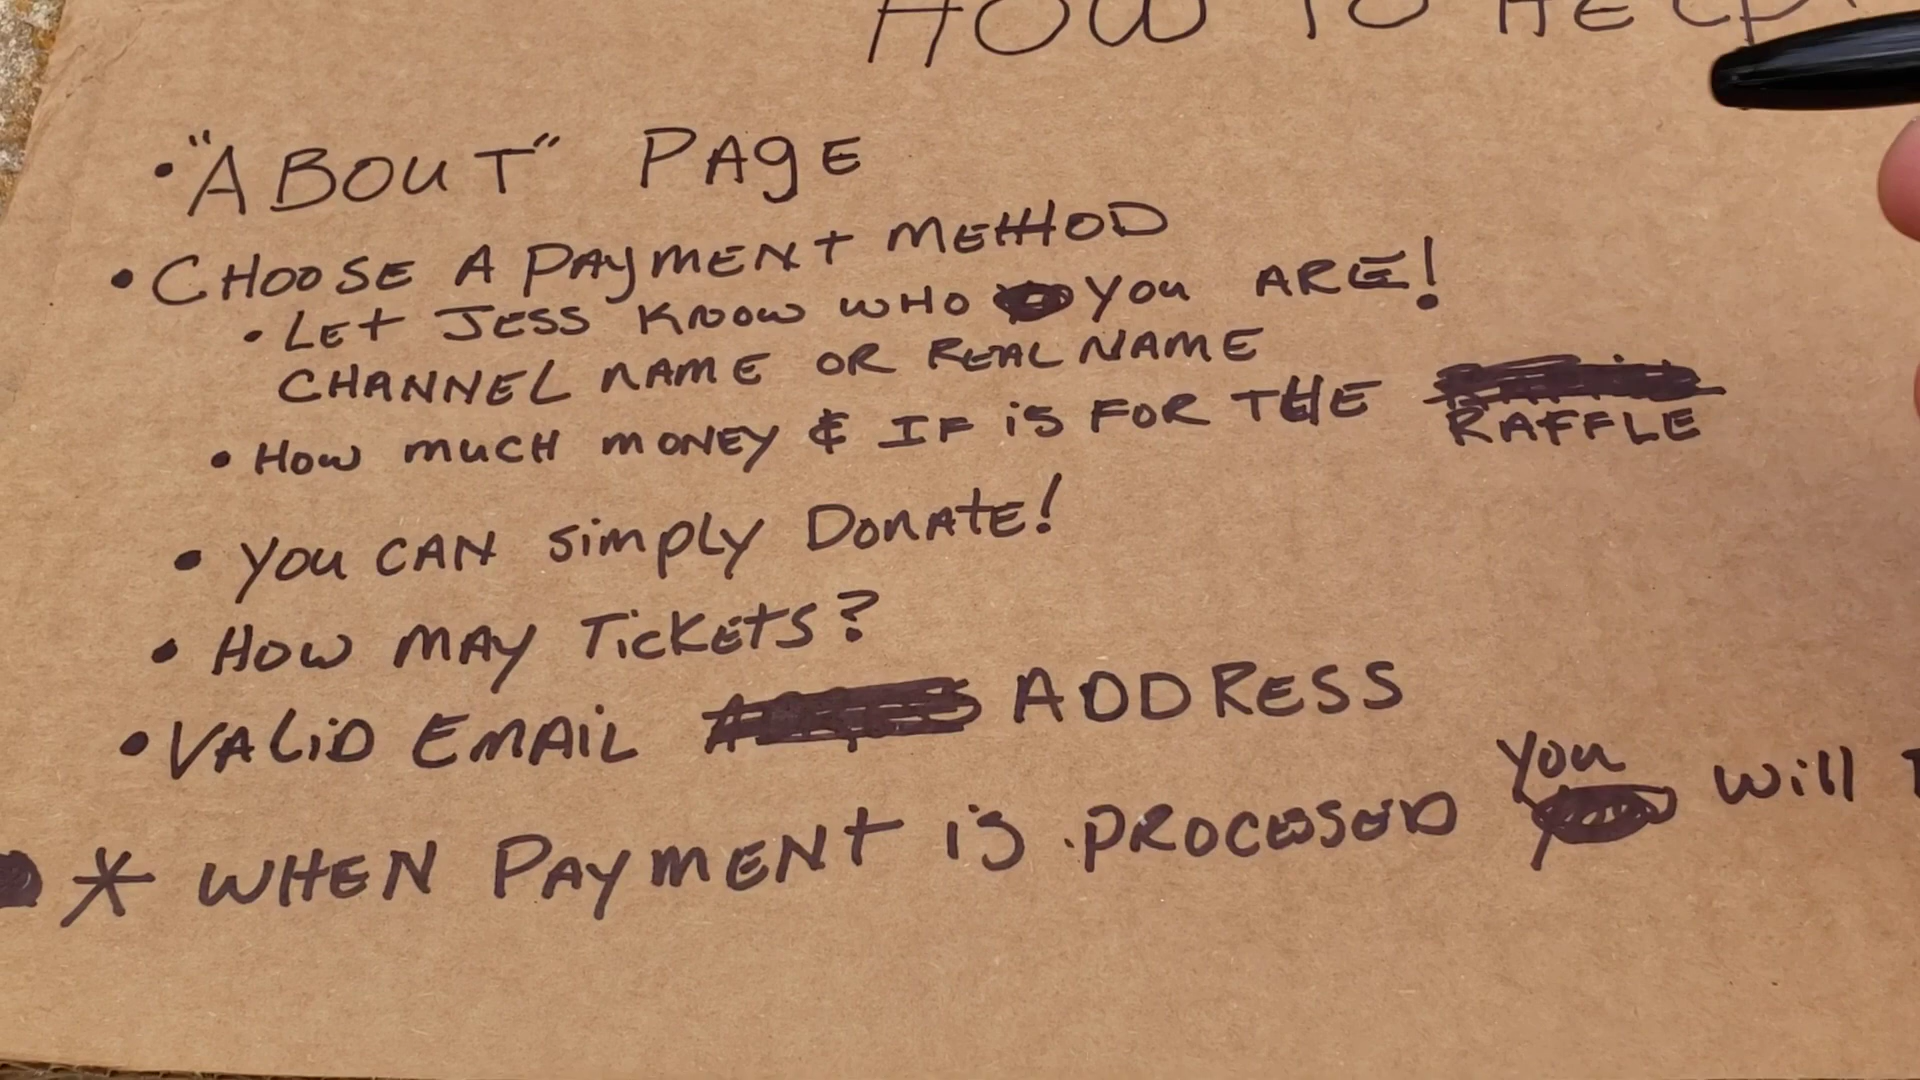 HOW TO HELP
• "ABOUT" PAgE
• CHOOSE A PAYMENT METHOD
• LEt JESS KNOW WHO YOU ARE!
CHANNEL NAME OR REAL NAME
• How much MONEY & IF is FOR THE
RAFFLE
• YOU CAN Simply DONAtE!
• HOW MAY TickEtS?
• VALiD EMAiL ADDRESS
you
* WHEN PAYMENt iS PROCESSED will